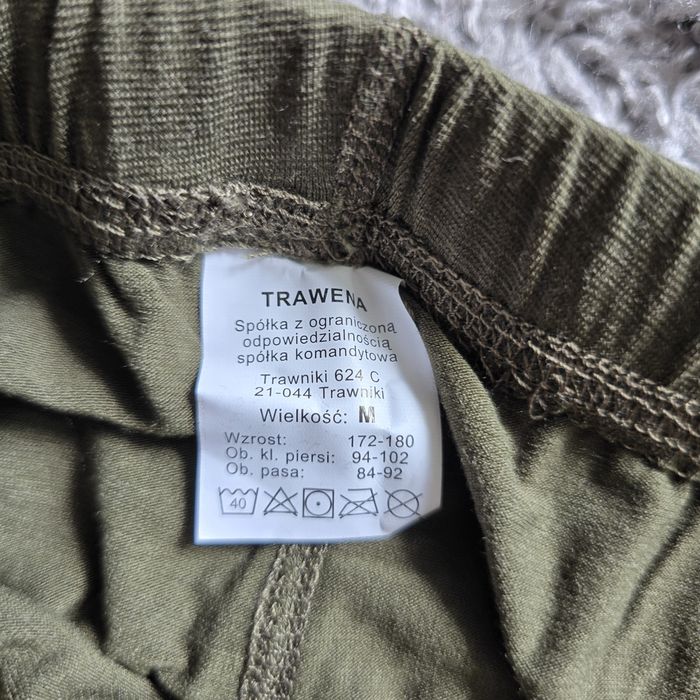 TRAWENA
Spółka z ograniczoną
odpowiedzialnością
spółka komandytowa
Trawniki 624 C
21-044 Trawniki
Wielkość: M
Wzrost: 172-180
Ob. kl. piersi: 94-102
Ob. pasa: 84-92
40